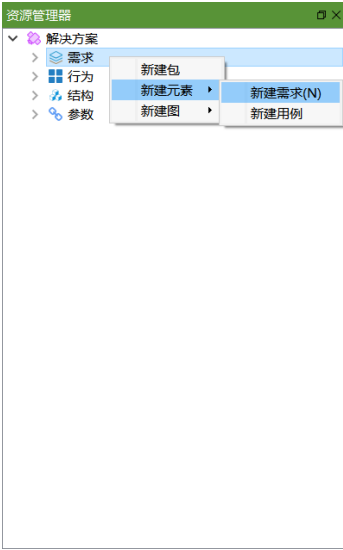 资源管理器
解决方案
需求
行为
结构
参数
新建包
新建元素
新建图
新建需求(N)
新建用例